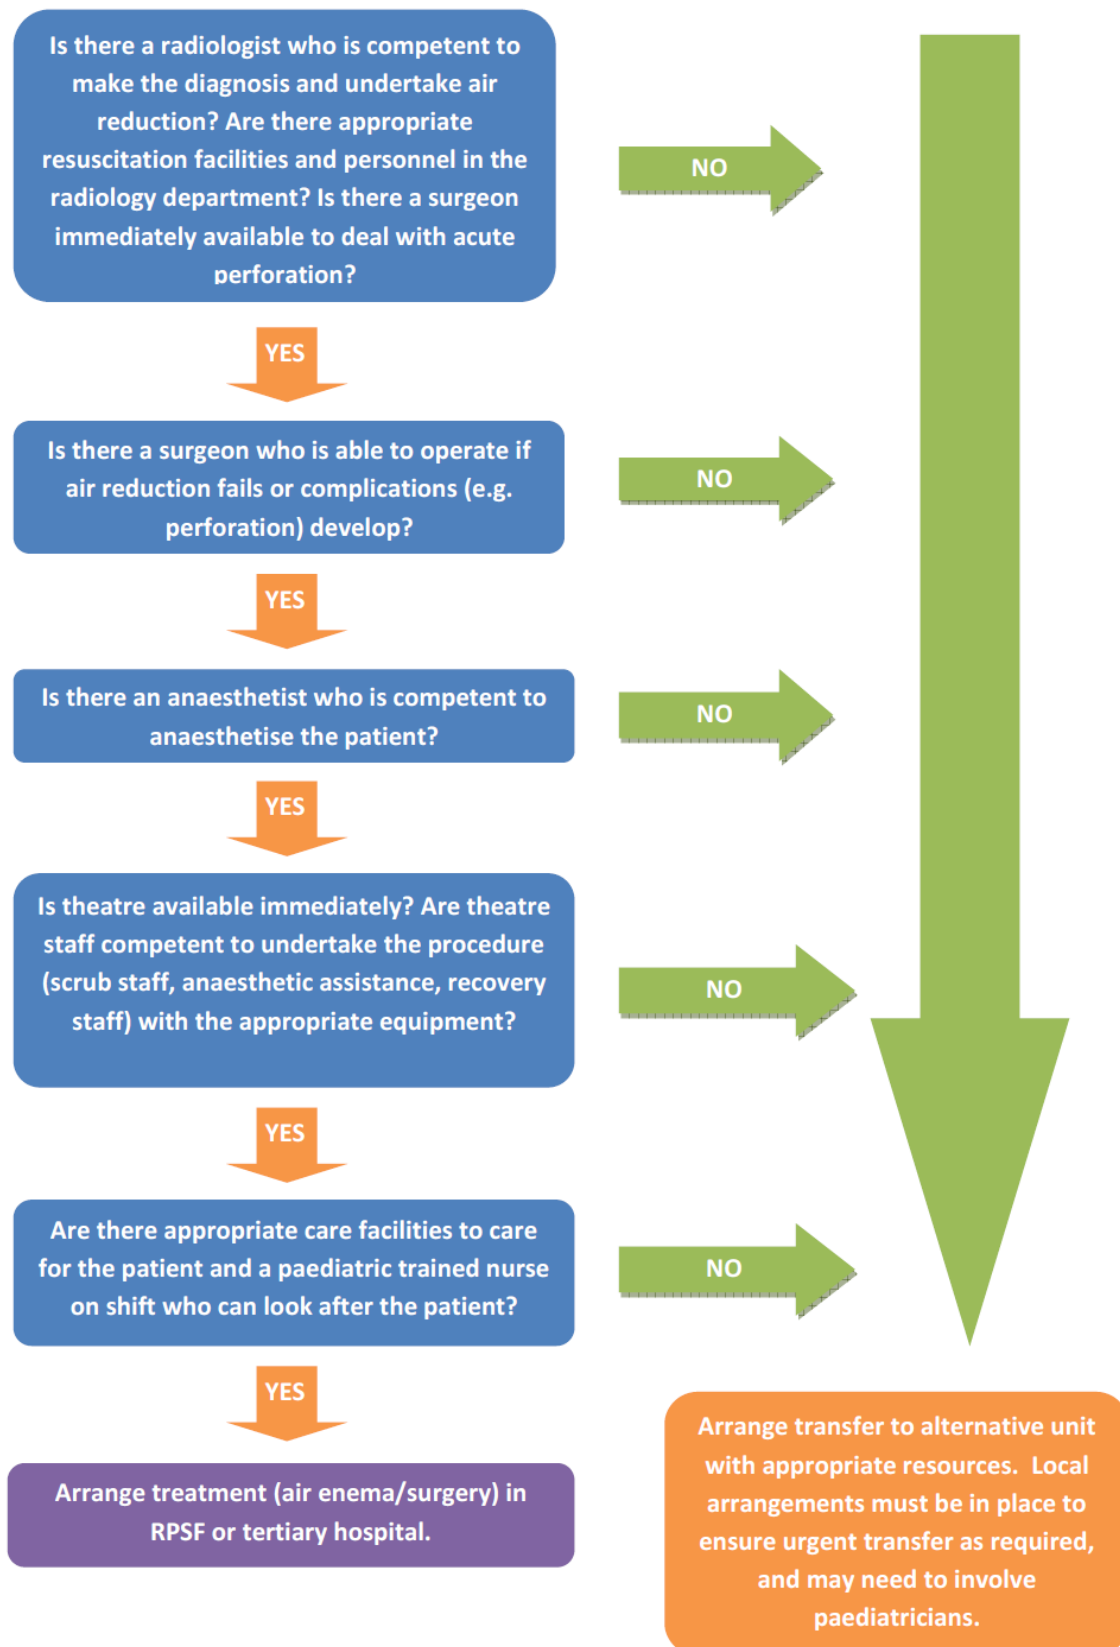 Is there a radiologist who is competent to
make the diagnosis and undertake air
reduction? Are there appropriate
resuscitation facilities and personnel in the
radiology department? Is there a surgeon
immediately available to deal with acute
perforation?
NO
YES
Is there a surgeon who is able to operate if
air reduction fails or complications (e.g.
perforation) develop?
NO
YES
Is there an anaesthetist who is competent to
anaesthetise the patient?
NO
YES
Is theatre available immediately? Are theatre
staff competent to undertake the procedure
(scrub staff, anaesthetic assistance, recovery
staff) with the appropriate equipment?
NO
YES
Are there appropriate care facilities to care
for the patient and a paediatric trained nurse
on shift who can look after the patient?
NO
YES
Arrange treatment (air enema/surgery) in
RPSF or tertiary hospital.
Arrange transfer to alternative unit
with appropriate resources.  Local
arrangements must be in place to
ensure urgent transfer as required,
and may need to involve
paediatricians.